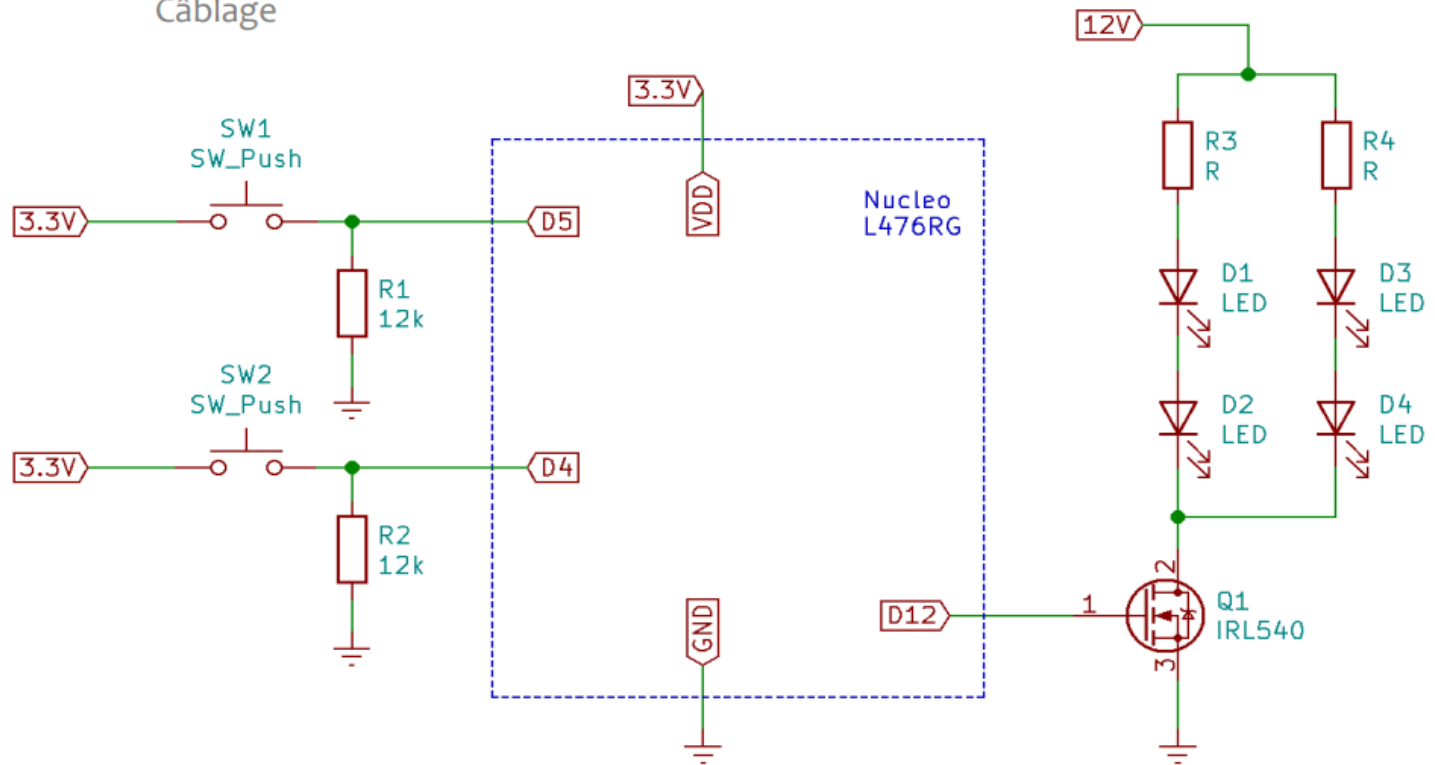 Câblage
12V
3.3V
SW1
SW_Push
3.3V
D5
VDD
Nucleo
L476RG
R3
R
R4
R
R1
12k
D1
LED
D3
LED
SW2
SW_Push
3.3V
D4
D2
LED
D4
LED
R2
12k
GND
D12
1
2
3
Q1
IRL540